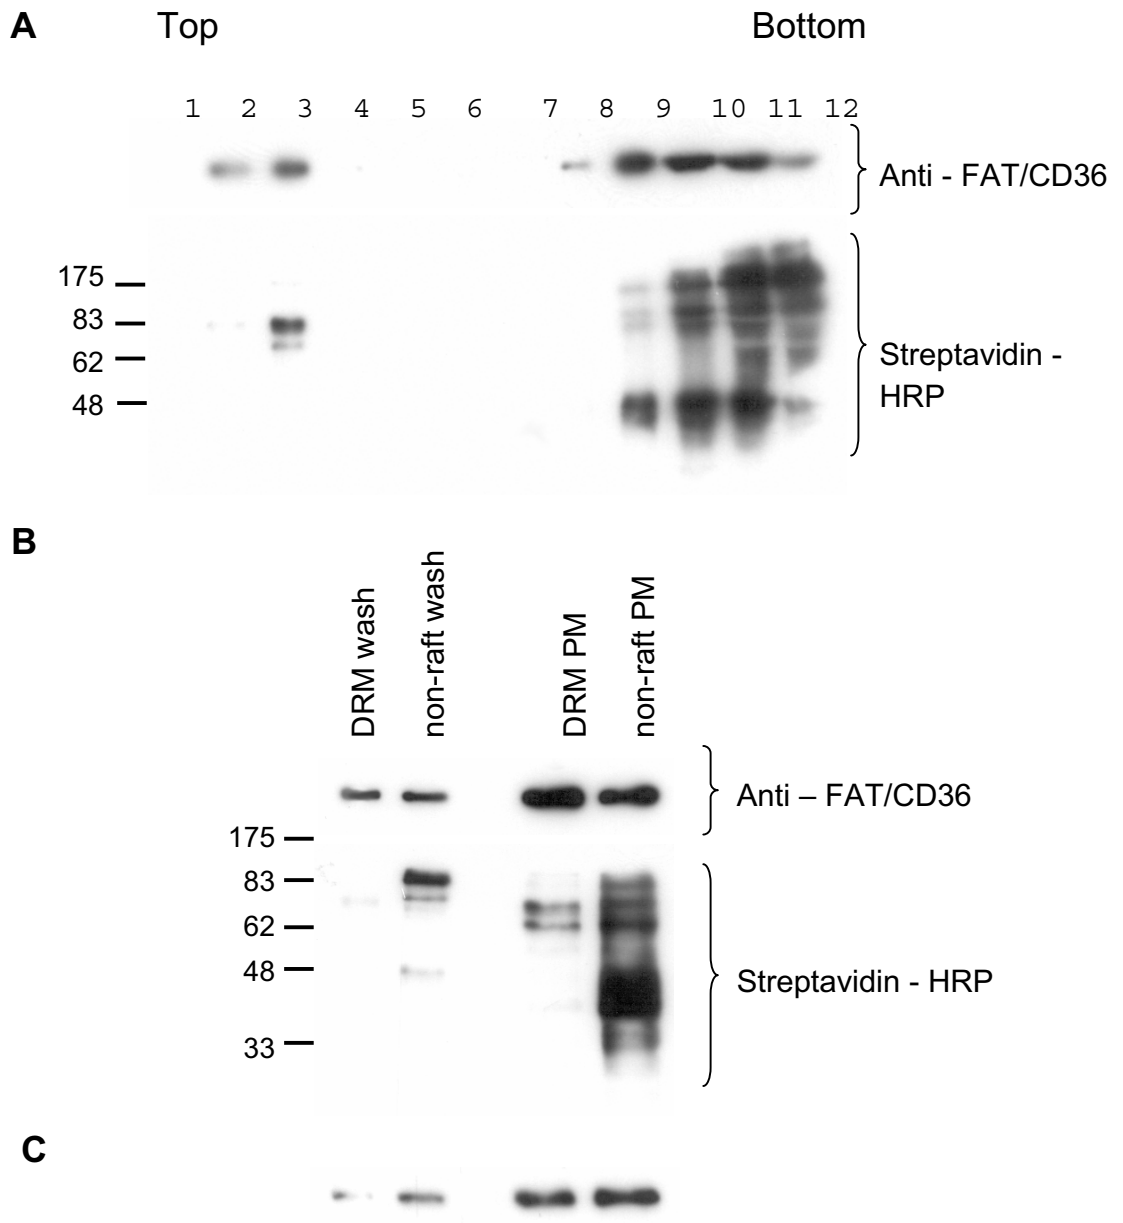 A
Top
Bottom
1 2 3 4 5 6 7 8 9 10 11 12
Anti - FAT/CD36
175
83
62
48
Streptavidin -
HRP
B
DRM wash
non-raft wash
DRM PM
non-raft PM
Anti – FAT/CD36
175
83
62
48
33
Streptavidin - HRP
C